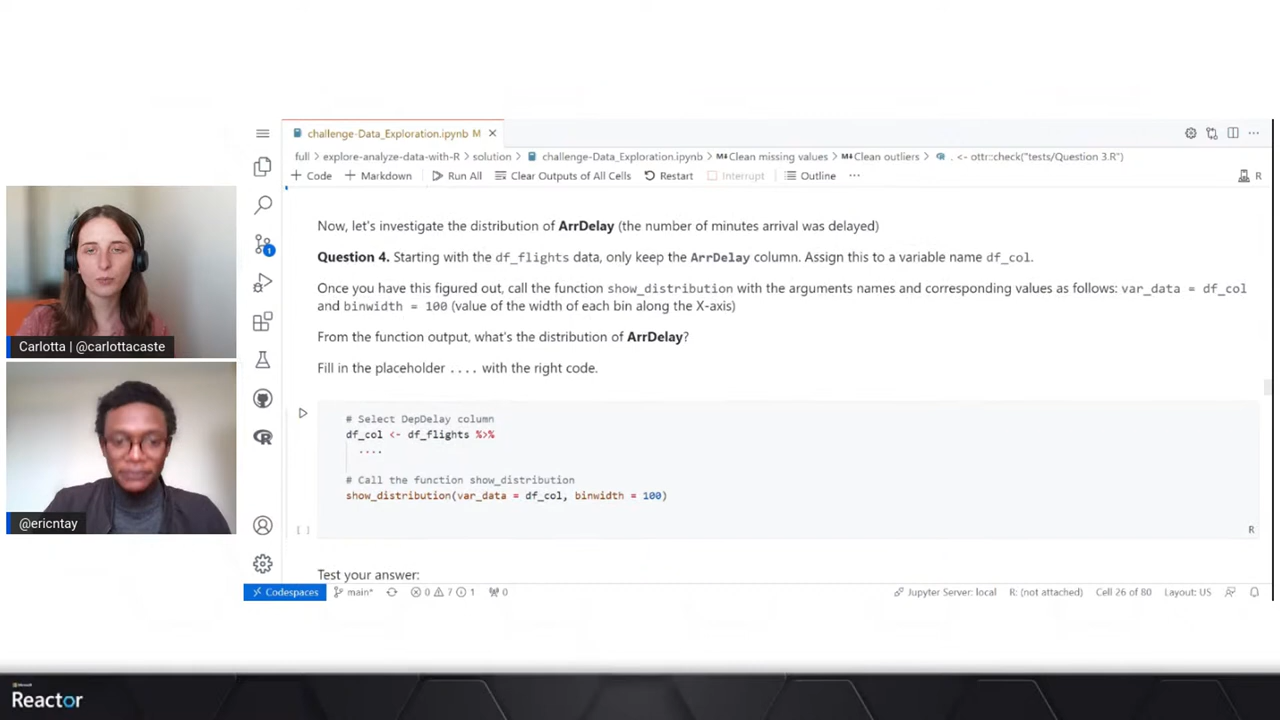 challenge-Data_Exploration.ipynb M
full > explore-analyze-data-with-R > solution > challenge-Data_Exploration.ipynb > Clean missing values > Clean outliers > . <- ottr::check("tests/Question 3.R")
Code Markdown Run All Clear Outputs of All Cells Restart Interrupt Outline ... R
Now, let's investigate the distribution of ArrDelay (the number of minutes arrival was delayed)
Question 4. Starting with the df_flights data, only keep the ArrDelay column. Assign this to a variable name df_col.
Once you have this figured out, call the function show_distribution with the arguments names and corresponding values as follows: var_data = df_col
and binwidth = 100 (value of the width of each bin along the X-axis)
From the function output, what's the distribution of ArrDelay?
Fill in the placeholder .... with the right code.
# Select DepDelay column
df_col <- df_flights %>%
....
# Call the function show_distribution
show_distribution(var_data = df_col, binwidth = 100)
[ ]
R
Test your answer:
Codespaces main* 0 7 1 0 Jupyter Server: local R: (not attached) Cell 26 of 80 Layout: US
1
Carlotta | @carlottacaste
@ericntay
Microsoft
Reactor